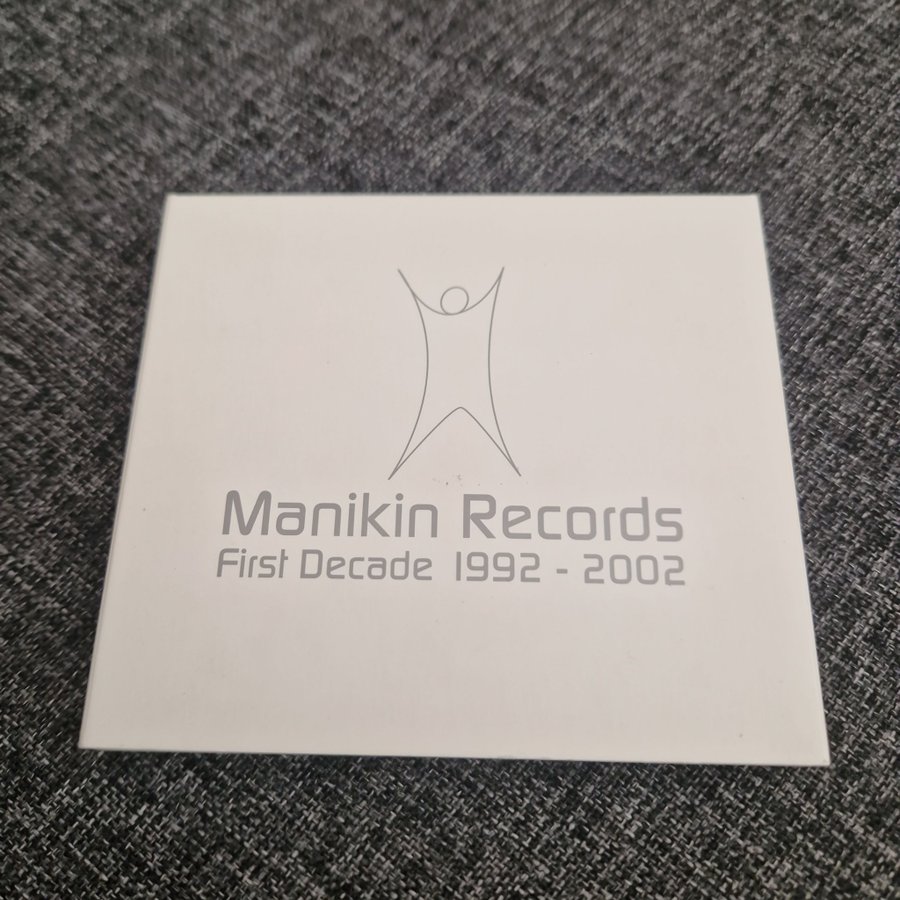 Manikin Records
First Decade 1992 - 2002